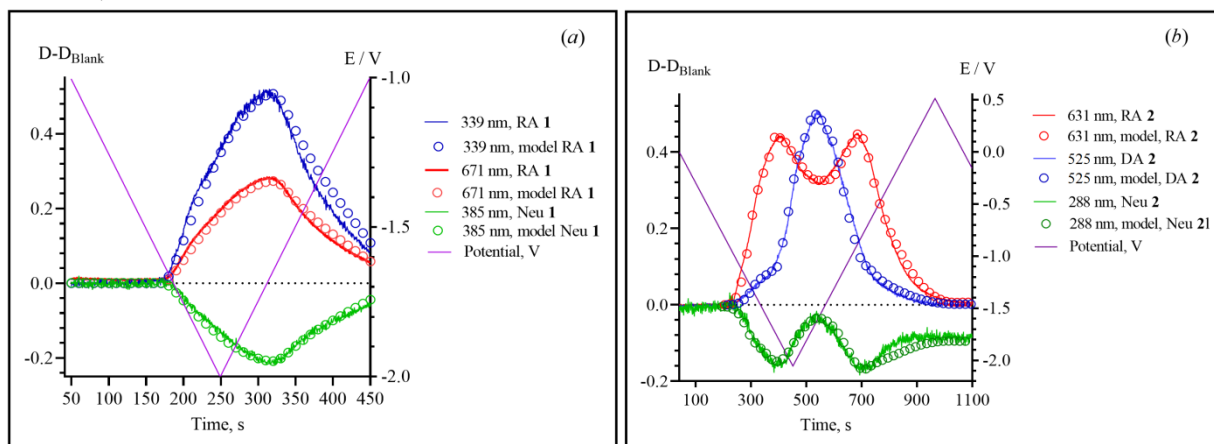 (a)
D-D_Blank
E / V
0.4
0.2
0.0
-0.2
-1.0
-1.5
-2.0
50 100 150 200 250 300 350 400 450
Time, s
339 nm, RA 1
339 nm, model RA 1
671 nm, RA 1
671 nm, model RA 1
385 nm, Neu 1
385 nm, model Neu 1
Potential, V
(b)
D-D_Blank
E / V
0.4
0.2
0.0
-0.2
0.5
0.0
-0.5
-1.0
-1.5
-2.0
100 300 500 700 900 1100
Time, s
631 nm, RA 2
631 nm, model, RA 2
525 nm, DA 2
525 nm, model, DA 2
288 nm, Neu 2
288 nm, model, Neu 2l
Potential, V